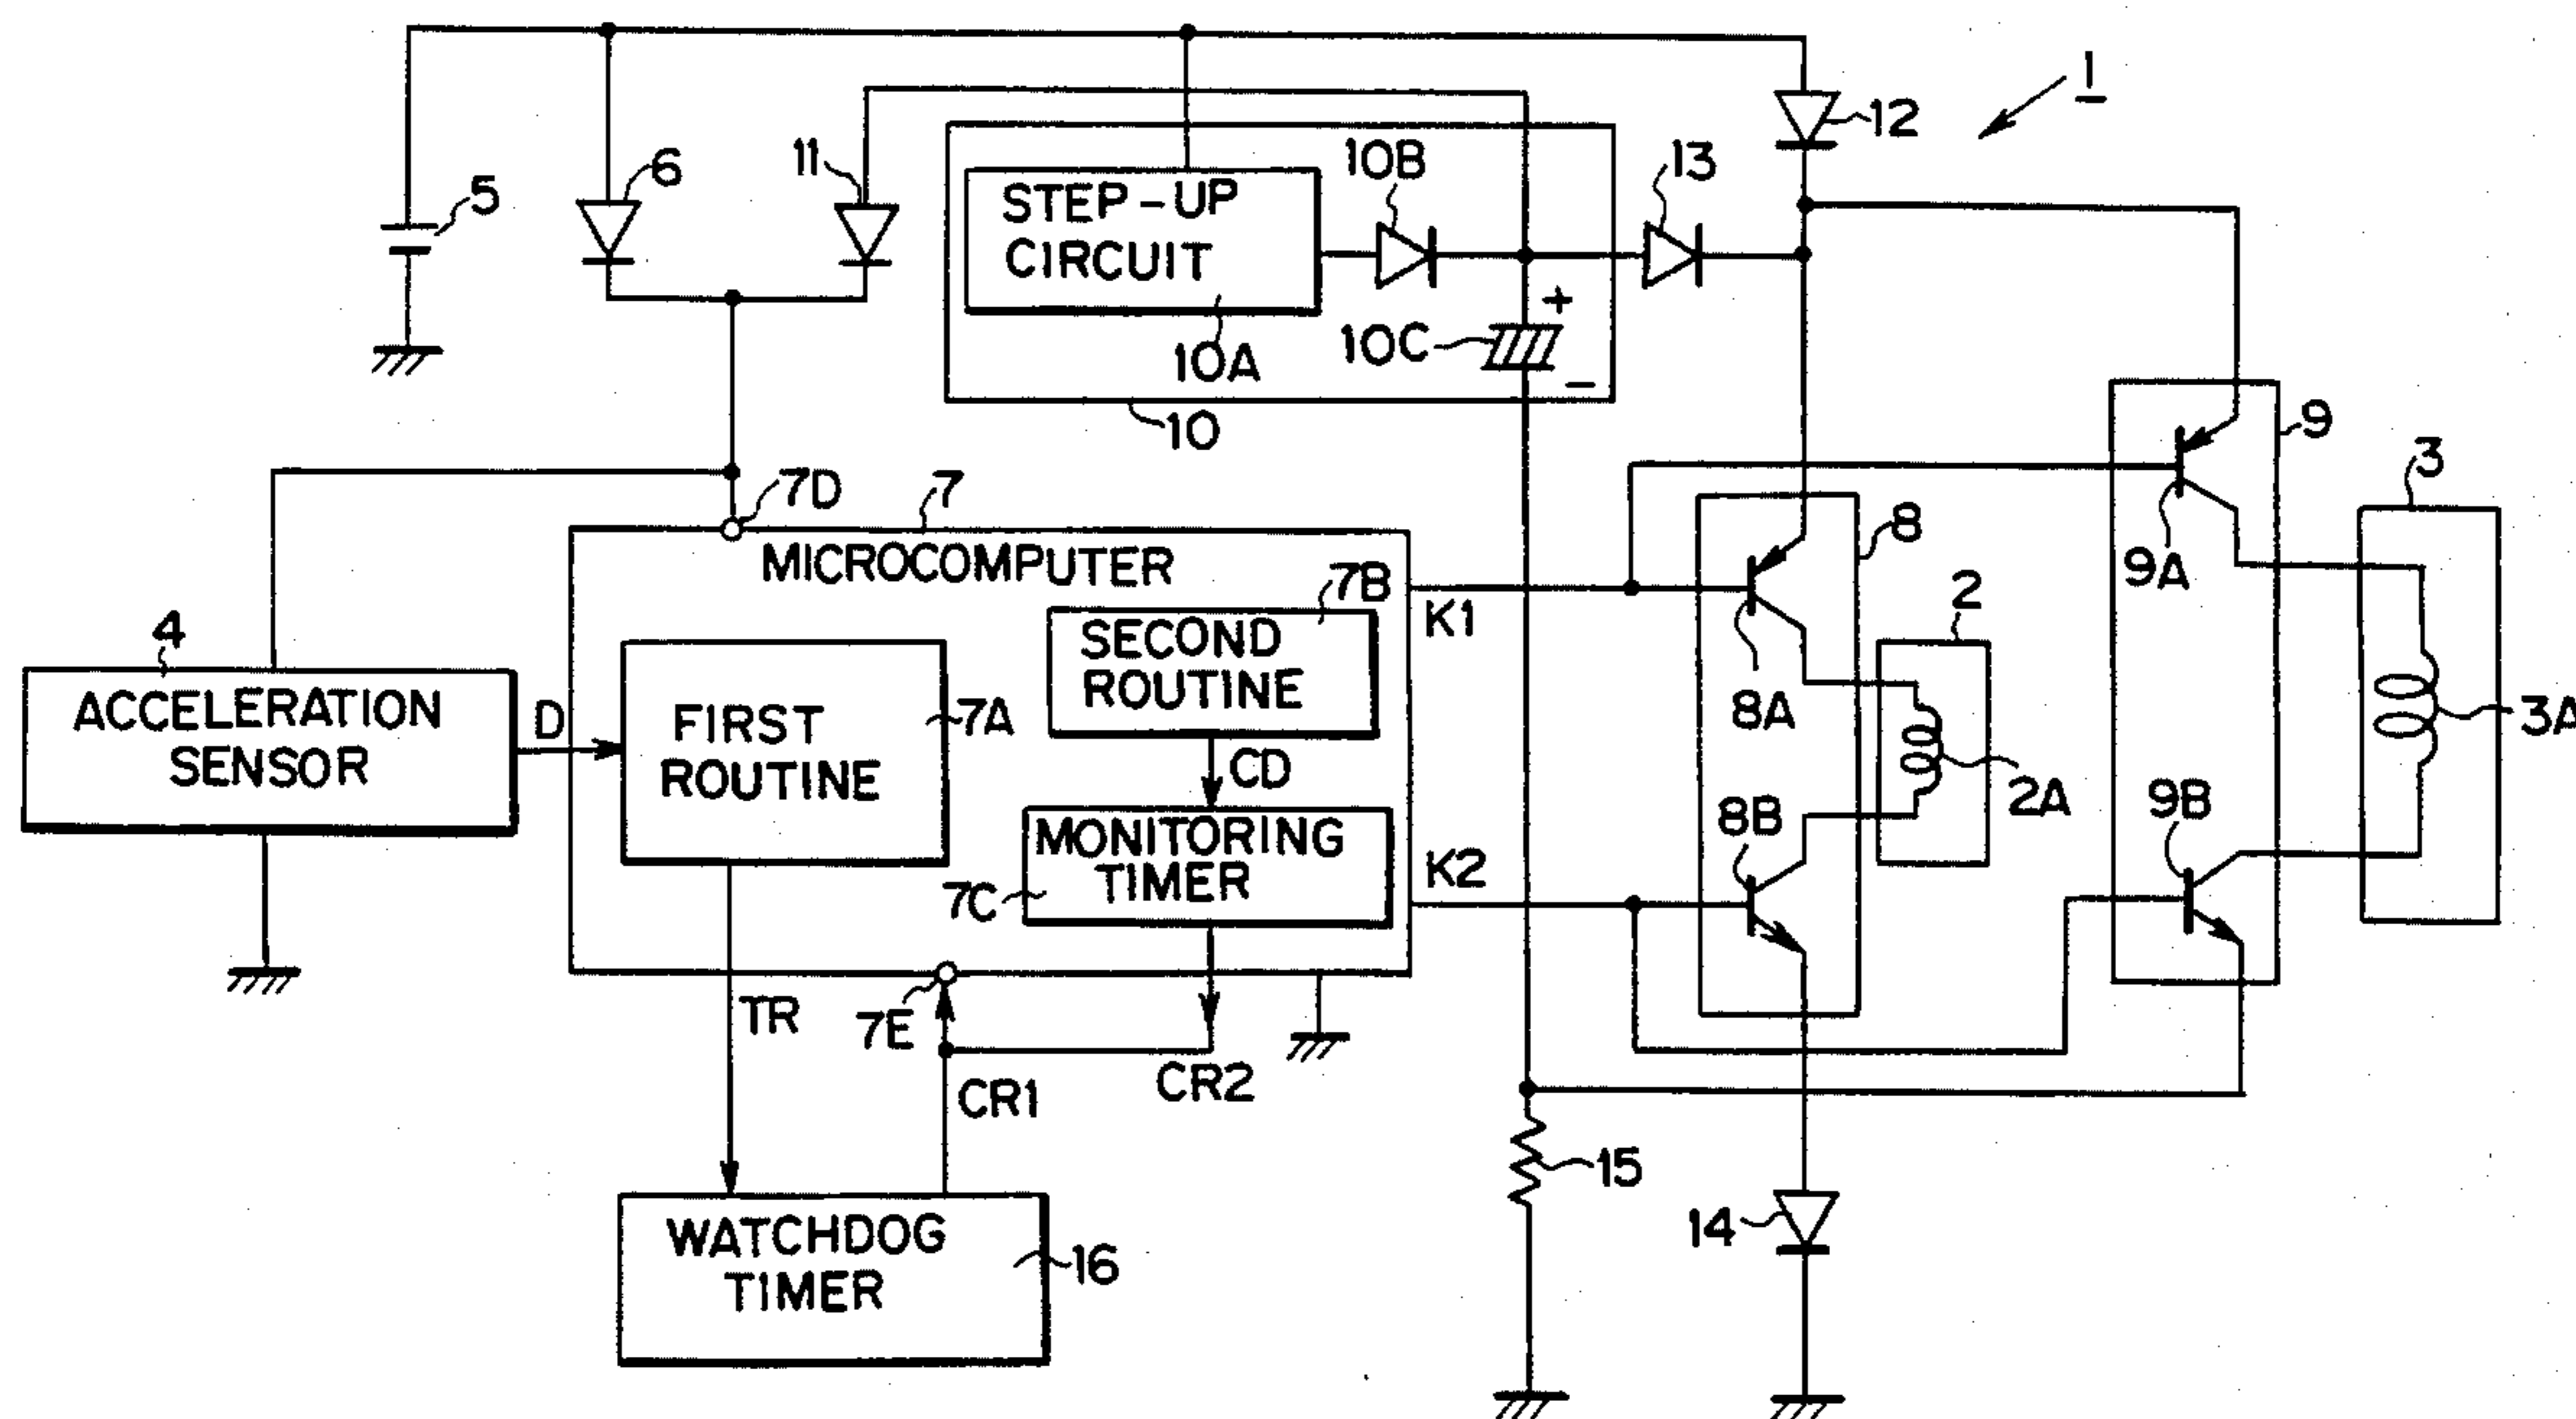 1
12
5
6
11
STEP-UP
CIRCUIT
10B
13
+
10C
10A
-
10
9
3
7D
7
MICROCOMPUTER
9A
8
7B
2
K1
4
SECOND
ROUTINE
ACCELERATION
SENSOR
D
FIRST
ROUTINE
7A
8A
3A
CD
2A
9B
MONITORING
TIMER
8B
7C
K2
TR
7E
CR1
CR2
15
14
WATCHDOG
TIMER
16